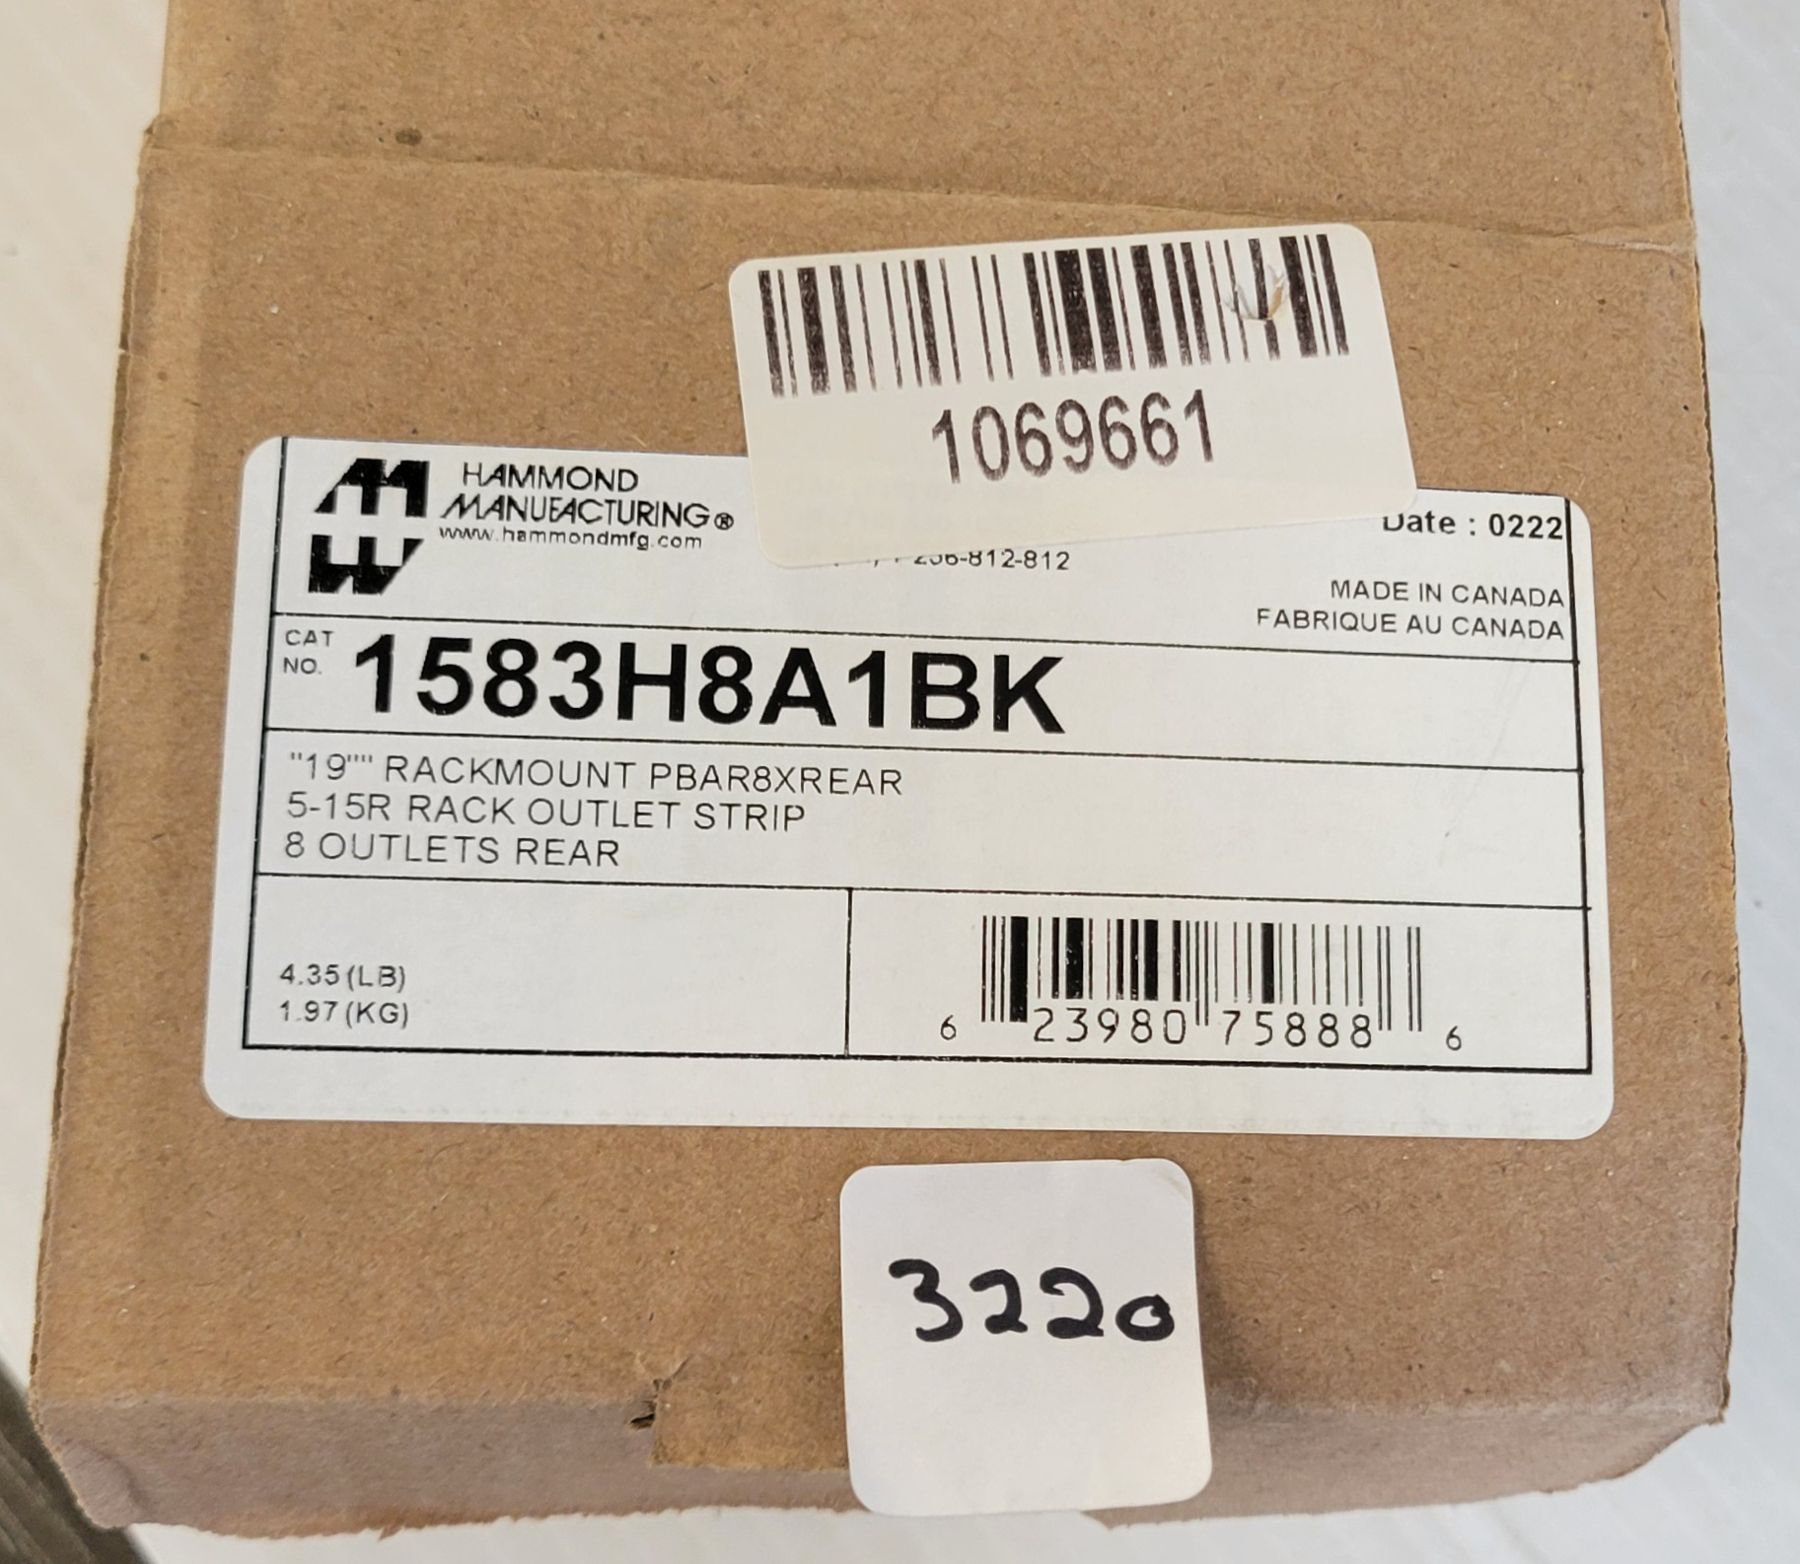 1069661
HAMMOND
MANUFACTURING®
www.hammondmfg.com
Date : 0222
MADE IN CANADA
FABRIQUE AU CANADA
CAT
NO.
1583H8A1BK
"19"" RACKMOUNT PBAR8XREAR
5-15R RACK OUTLET STRIP
8 OUTLETS REAR
4.35(LB)
1.97(KG)
6 23980 75888 6
3220